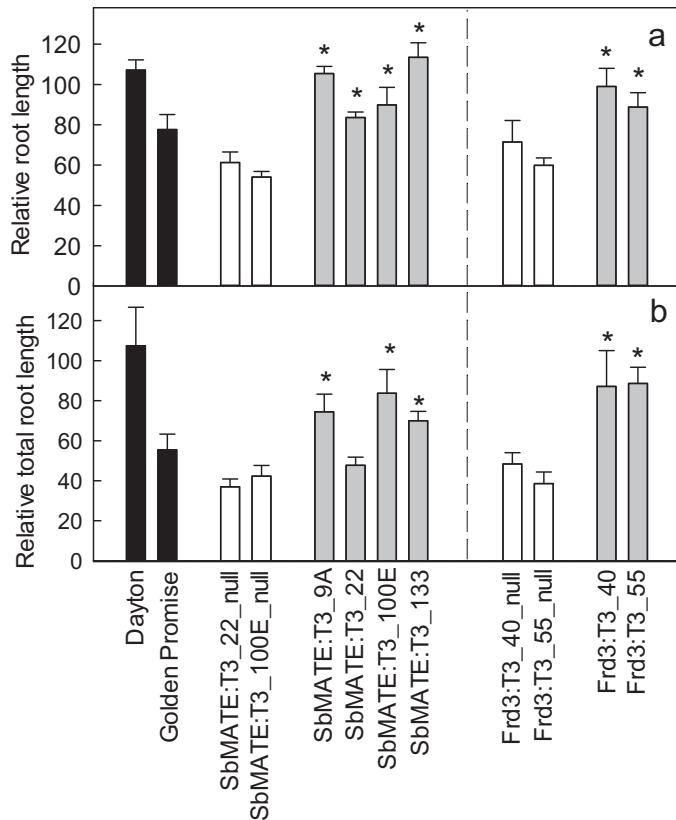 a
Relative root length
120
100
80
60
40
20
0
* * * * * *
b
Relative total root length
120
100
80
60
40
20
0
* * * * *
Dayton
Golden Promise
SbMATE:T3_22_null
SbMATE:T3_100E_null
SbMATE:T3_9A
SbMATE:T3_22
SbMATE:T3_100E
SbMATE:T3_133
Frd3:T3_40_null
Frd3:T3_55_null
Frd3:T3_40
Frd3:T3_55